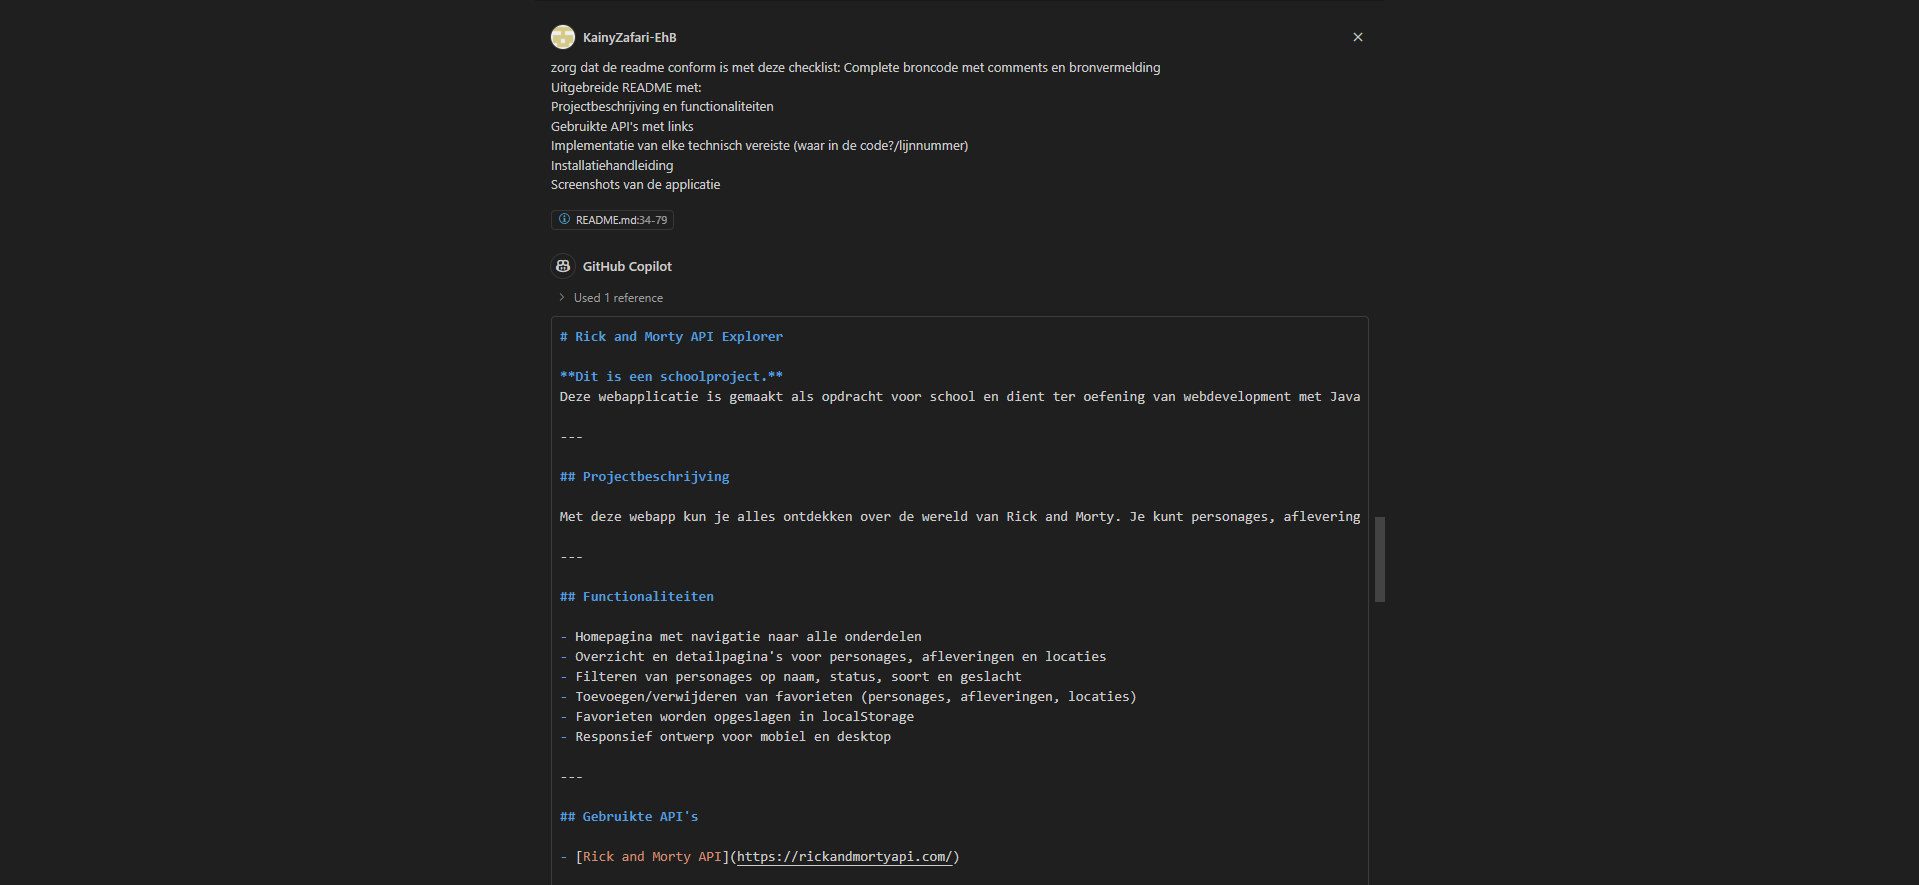 KainyZafari-EhB
zorg dat de readme conform is met deze checklist: Complete broncode met comments en bronvermelding
Uitgebreide README met:
Projectbeschrijving en functionaliteiten
Gebruikte API's met links
Implementatie van elke technisch vereiste (waar in de code?/lijnnummer)
Installatiehandleiding
Screenshots van de applicatie
README.md:34-79
GitHub Copilot
Used 1 reference
# Rick and Morty API Explorer
**Dit is een schoolproject.**
Deze webapplicatie is gemaakt als opdracht voor school en dient ter oefening van webdevelopment met Java
---
## Projectbeschrijving
Met deze webapp kun je alles ontdekken over de wereld van Rick and Morty. Je kunt personages, aflevering
---
## Functionaliteiten
- Homepagina met navigatie naar alle onderdelen
- Overzicht en detailpagina's voor personages, afleveringen en locaties
- Filteren van personages op naam, status, soort en geslacht
- Toevoegen/verwijderen van favorieten (personages, afleveringen, locaties)
- Favorieten worden opgeslagen in localStorage
- Responsief ontwerp voor mobiel en desktop
---
## Gebruikte API's
- [Rick and Morty API](https://rickandmortyapi.com/)